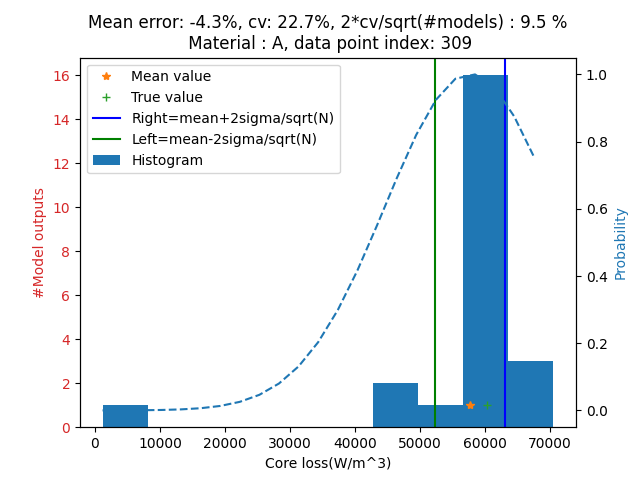 Mean error: -4.3%, cv: 22.7%, 2*cv/sqrt(#models) : 9.5 %
Material : A, data point index: 309
Mean value
True value
Right=mean+2sigma/sqrt(N)
Left=mean-2sigma/sqrt(N)
Histogram
#Model outputs
16
14
12
10
8
6
4
2
0
1.0
0.8
0.6
0.4
0.2
0.0
Probability
0 10000 20000 30000 40000 50000 60000 70000
Core loss(W/m^3)